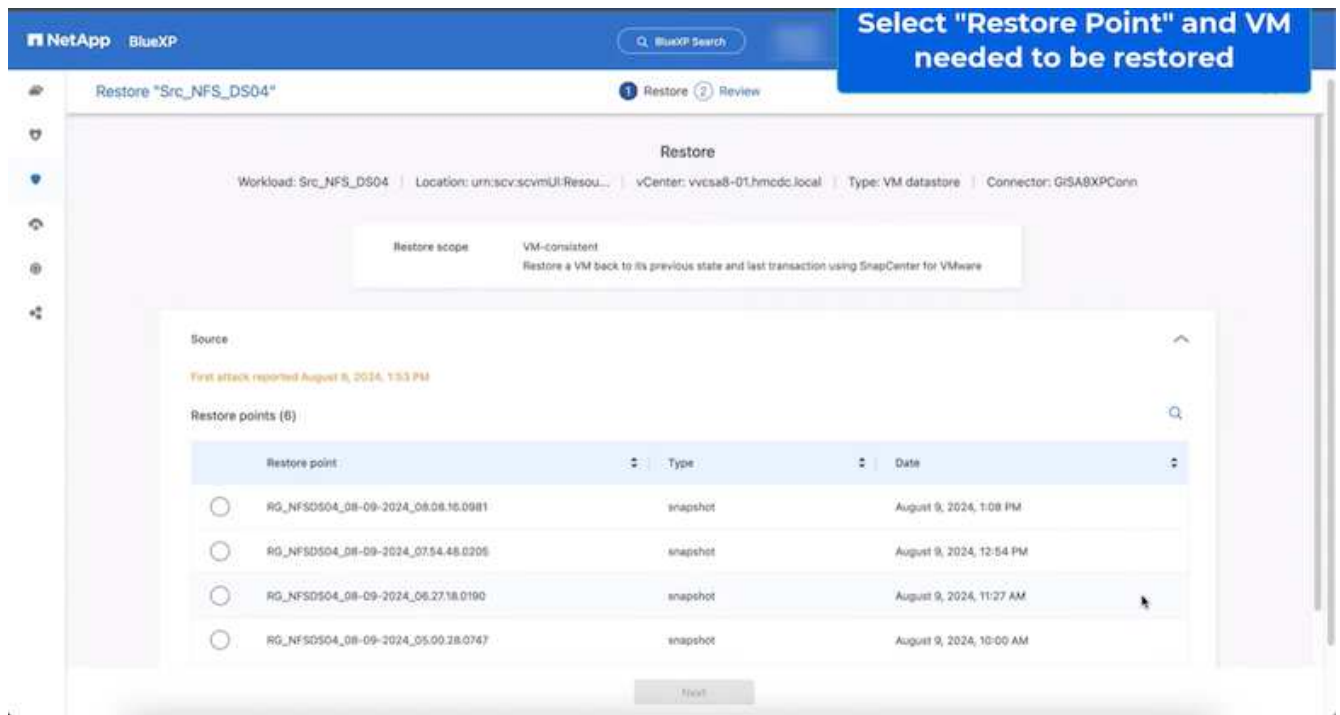 NetApp BlueXP
BlueXP Search
Select "Restore Point" and VM
needed to be restored
Restore "Src_NFS_DS04"
1 Restore 2 Review
Restore
Workload: Src_NFS_DS04 | Location: urn:scv:scvmUI:Resou... | vCenter: vvcsa8-01.hmcdc.local | Type: VM datastore | Connector: GISABXPConn
Restore scope VM-consistent
Restore a VM back to its previous state and last transaction using SnapCenter for VMware
Source
First attack reported August 9, 2024, 1:53 PM
Restore points (6)
Restore point Type Date
RG_NFSDS04_08-09-2024_08.08.16.0981 snapshot August 9, 2024, 1:08 PM
RG_NFSDS04_08-09-2024_07.54.48.0205 snapshot August 9, 2024, 12:54 PM
RG_NFSDS04_08-09-2024_06.27.18.0190 snapshot August 9, 2024, 11:27 AM
RG_NFSDS04_08-09-2024_05.00.28.0747 snapshot August 9, 2024, 10:00 AM
Next